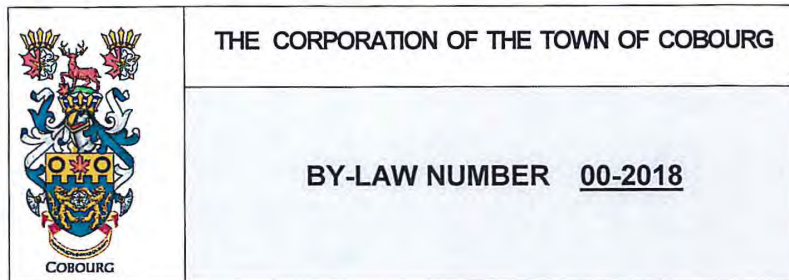 THE CORPORATION OF THE TOWN OF COBOURG
BY-LAW NUMBER 00-2018
COBOURG